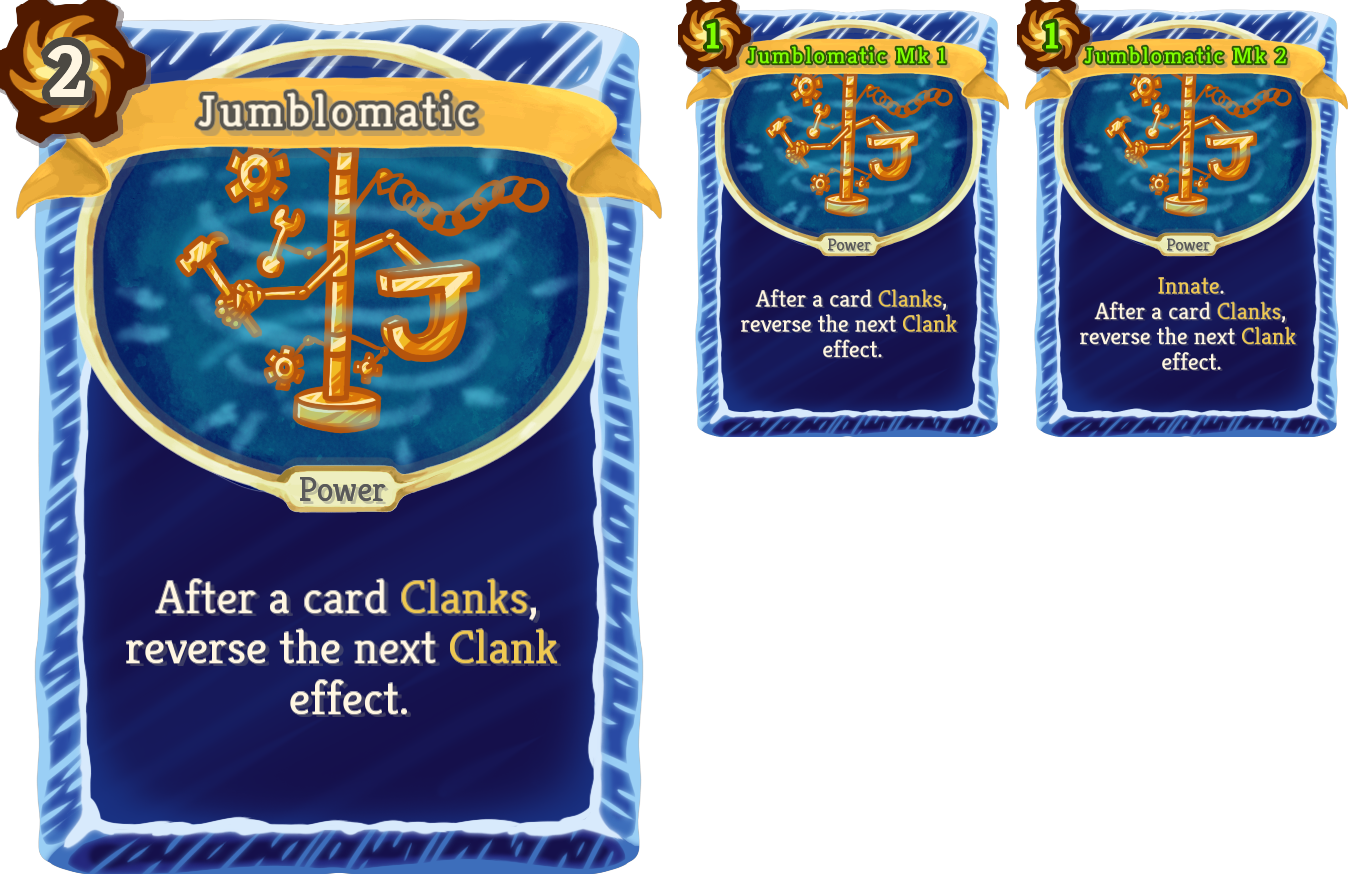 2
Jumblomatic
Power
After a card Clanks,
reverse the next Clank
effect.
1
Jumblomatic Mk 1
Power
After a card Clanks,
reverse the next Clank
effect.
1
Jumblomatic Mk 2
Power
Innate.
After a card Clanks,
reverse the next Clank
effect.